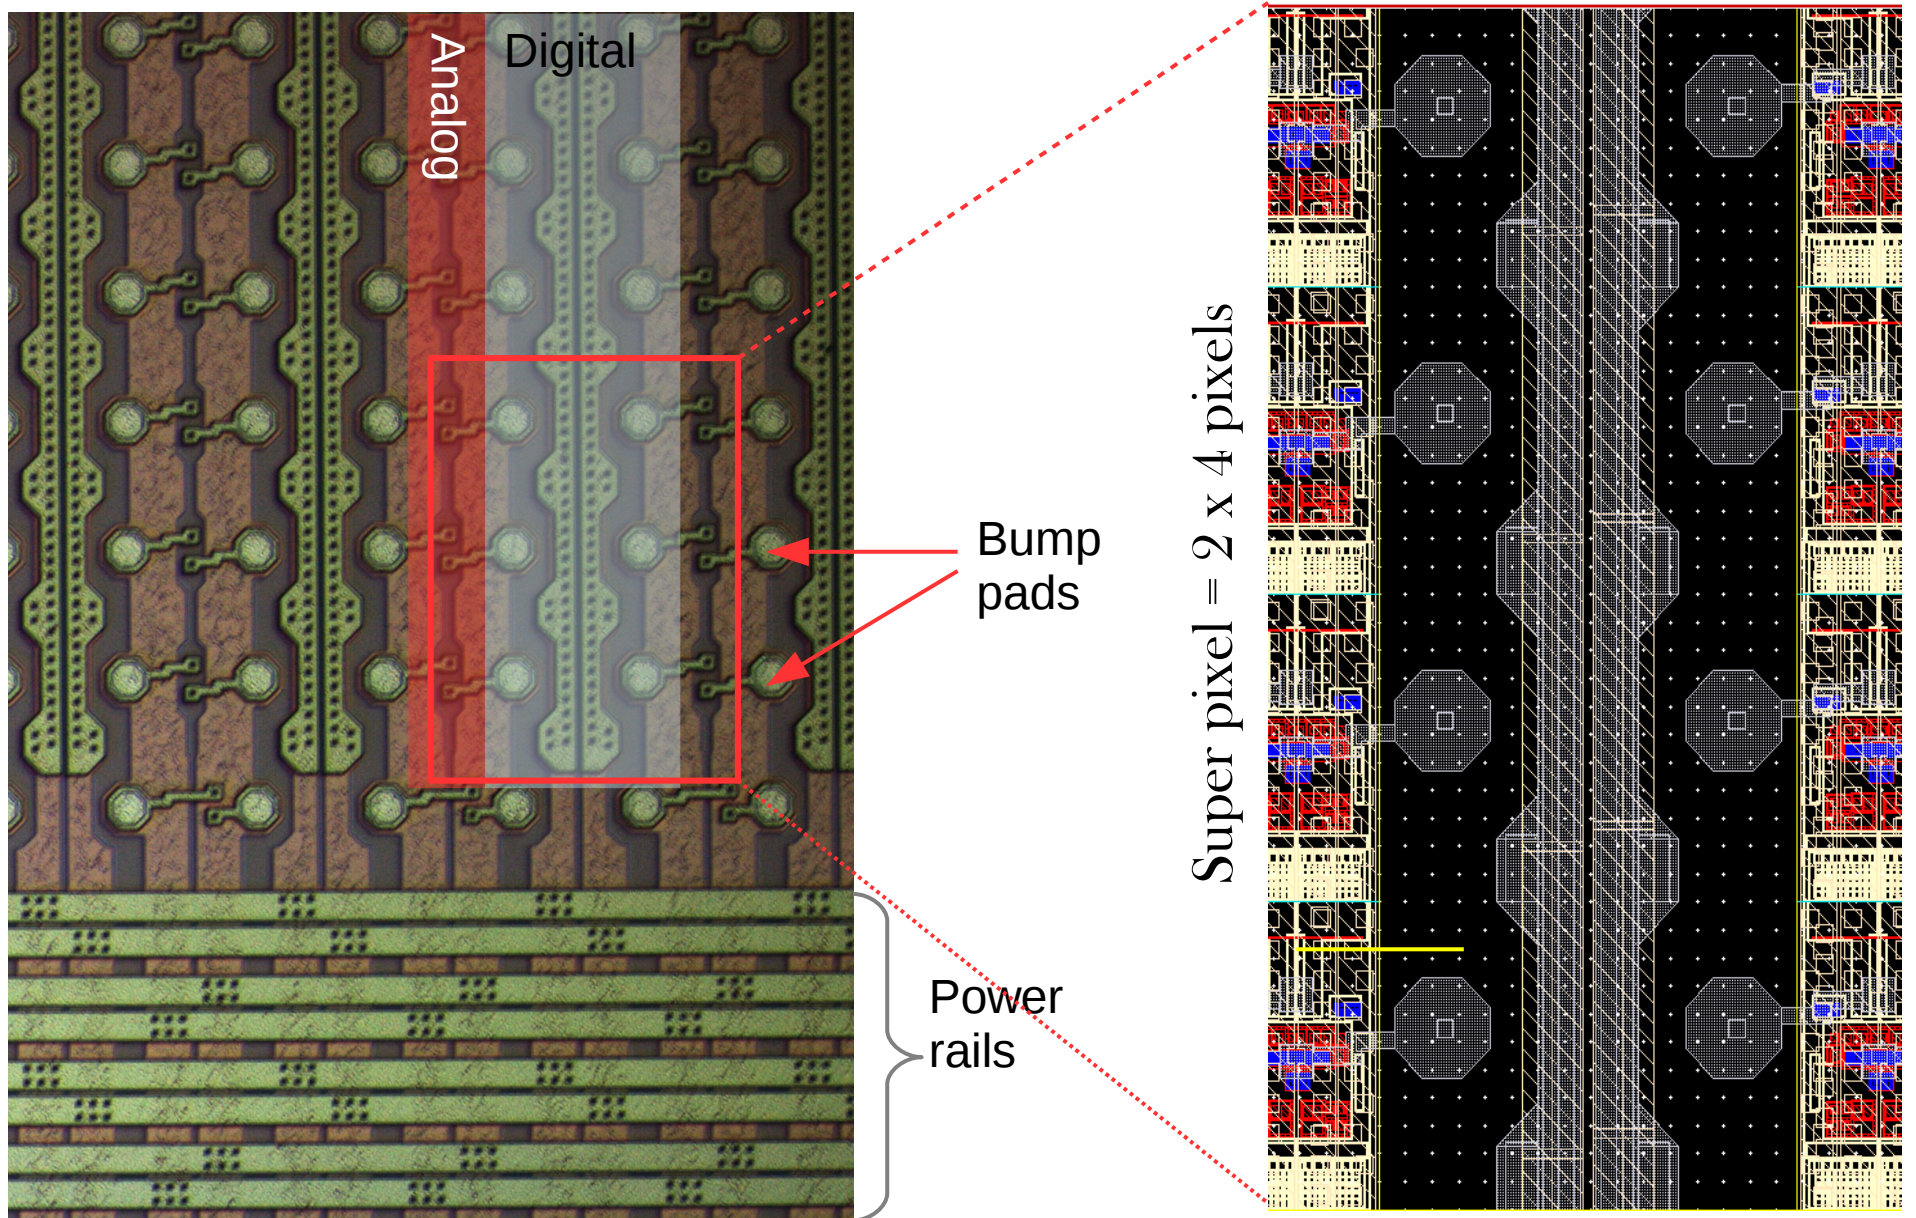 Analog
Digital
Bump
pads
Power
rails
Super pixel = 2 x 4 pixels